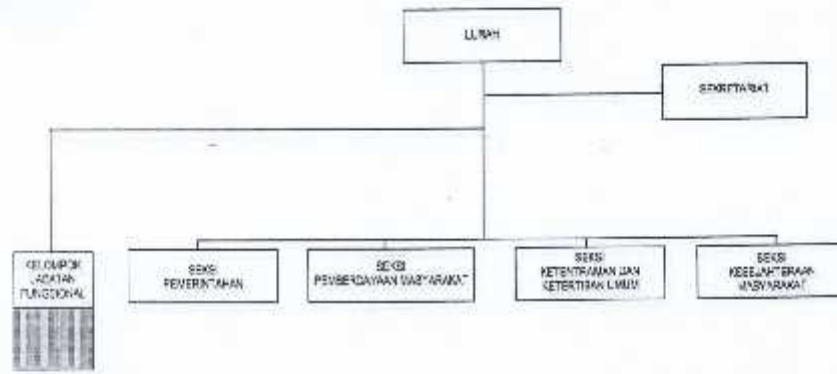 LURAH
SEKRETARIAT
KELOMPOK
JABATAN
FUNGSIONAL
SEKSI
PEMERINTAHAN
SEKSI
PEMBERDAYAAN MASYARAKAT
SEKSI
KETENTRAMAN DAN
KETERTIBAN UMUM
SEKSI
KESEJAHTERAAN
MASYARAKAT